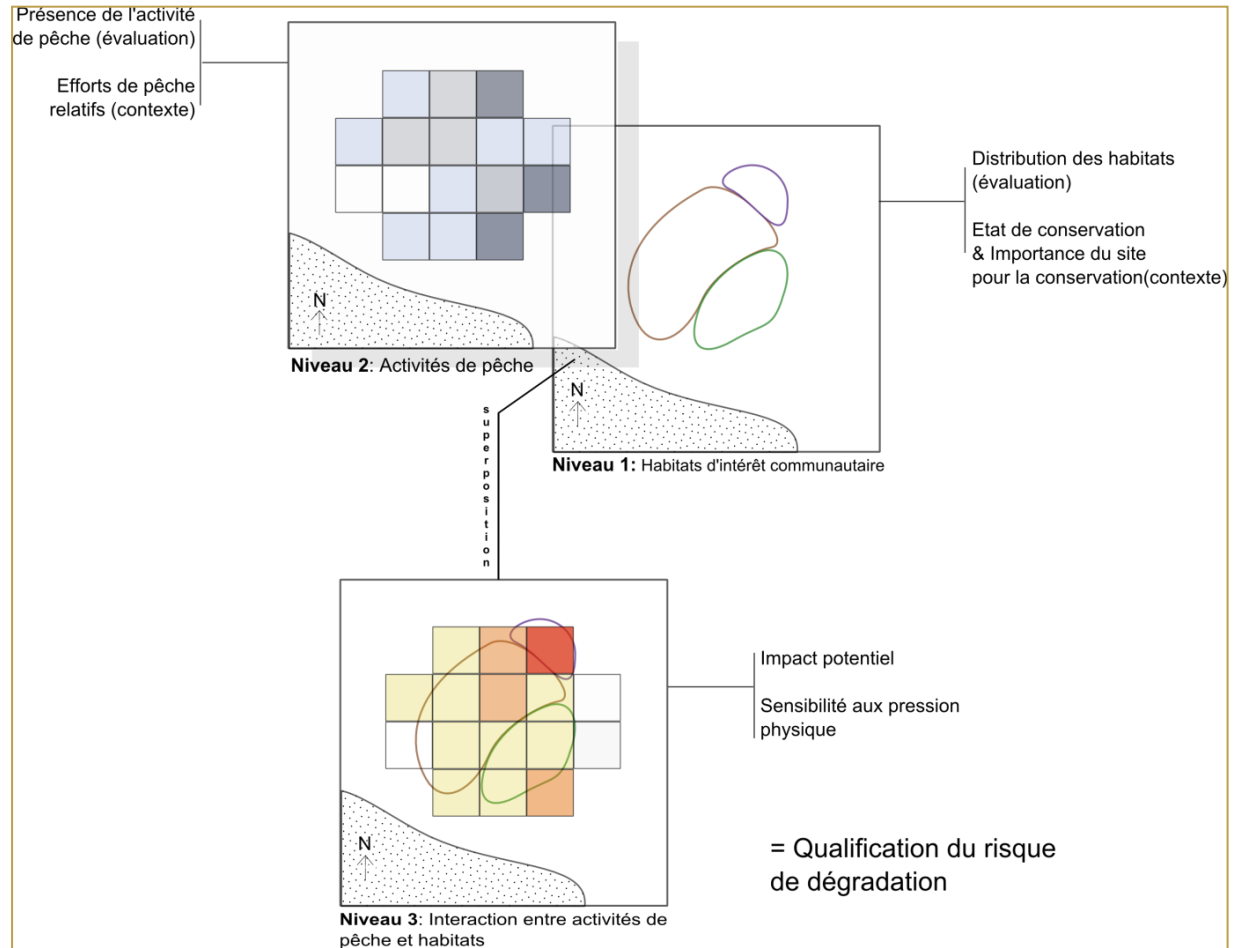 Présence de l'activité
de pêche (évaluation)
Efforts de pêche
relatifs (contexte)
N
Niveau 2: Activités de pêche
Distribution des habitats
(évaluation)
Etat de conservation
& Importance du site
pour la conservation(contexte)
N
Niveau 1: Habitats d'intérêt communautaire
superposition
Impact potentiel
Sensibilité aux pression
physique
N
= Qualification du risque
de dégradation
Niveau 3: Interaction entre activités de
pêche et habitats